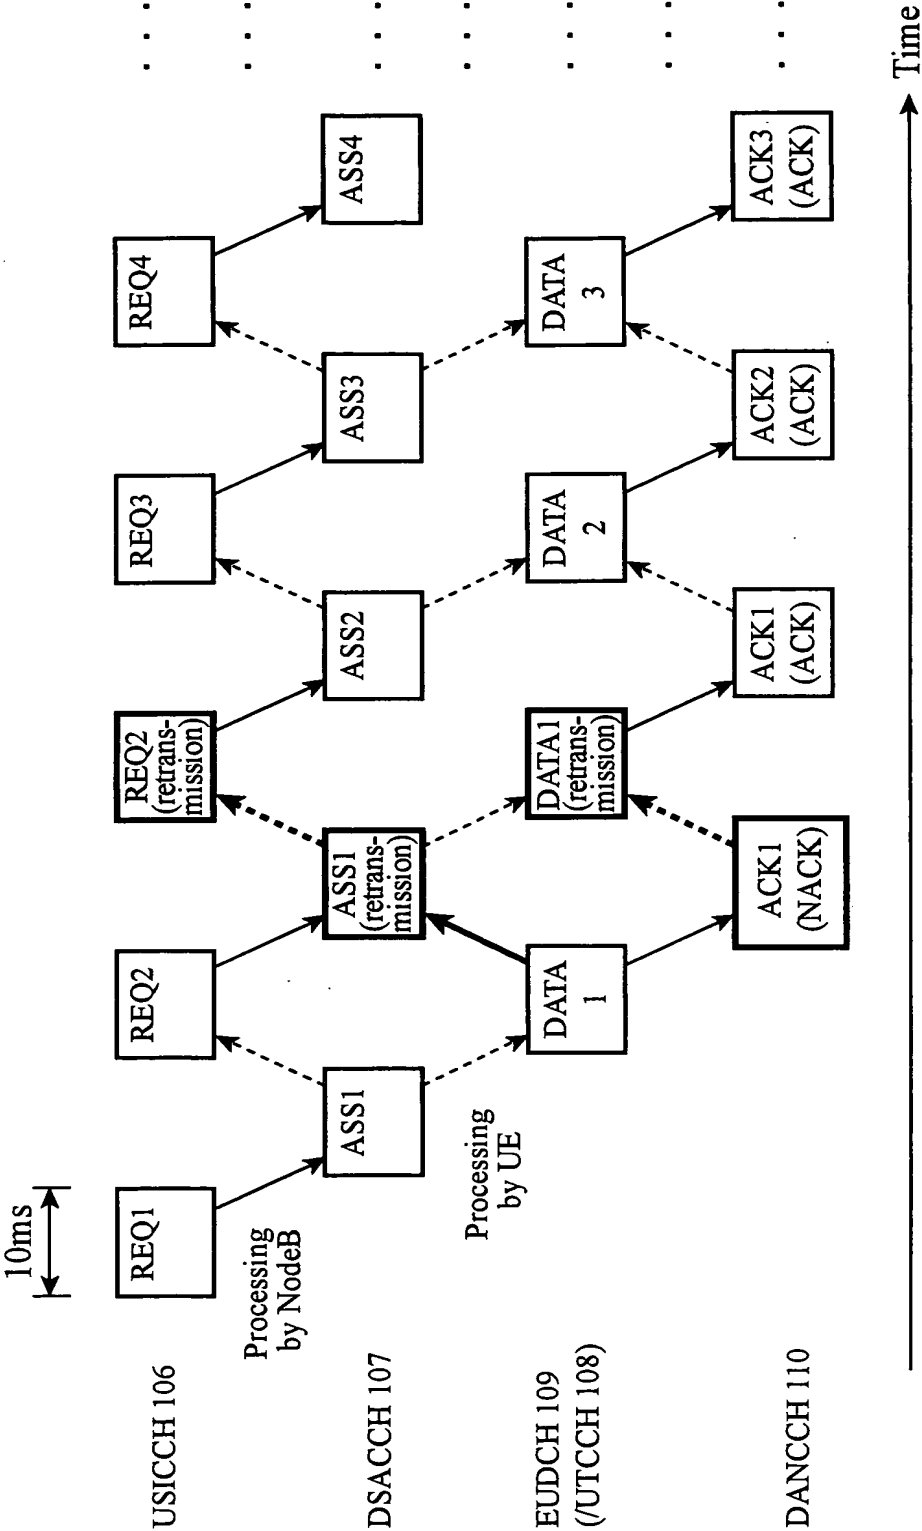 10ms
USICCH 106
REQ1
REQ2
REQ2
(retrans-
mission)
REQ3
REQ4
Processing
by NodeB
DSACCH 107
ASS1
ASS1
(retrans-
mission)
ASS2
ASS3
ASS4
Processing
by UE
EUDCH 109
(/UTCCH 108)
DATA
1
DATA1
(retrans-
mission)
DATA
2
DATA
3
DANCCH 110
ACK1
(NACK)
ACK1
(ACK)
ACK2
(ACK)
ACK3
(ACK)
Time